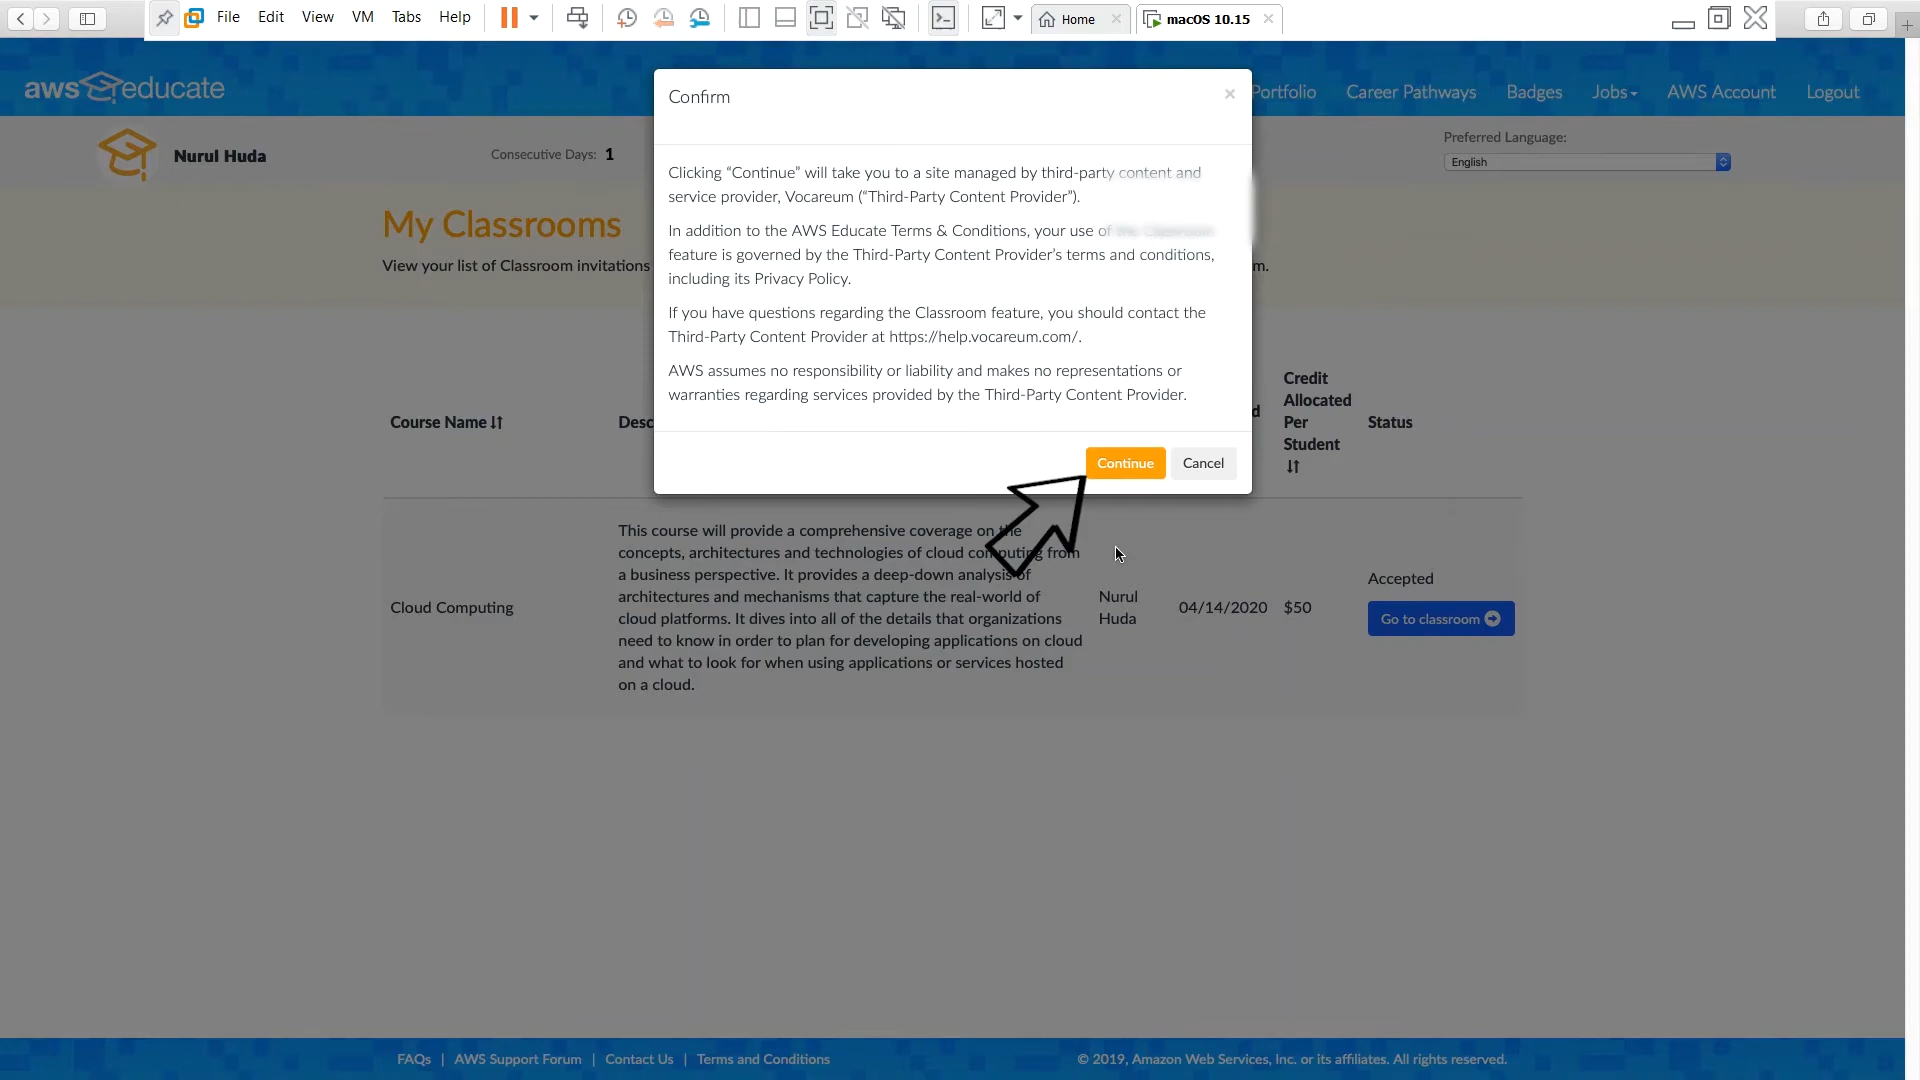 File Edit View VM Tabs Help
Home
macOS 10.15
aws educate
Portfolio Career Pathways Badges Jobs AWS Account Logout
Nurul Huda
Consecutive Days: 1
Preferred Language:
English
My Classrooms
View your list of Classroom invitations
m.
Confirm
Clicking “Continue” will take you to a site managed by third-party content and
service provider, Vocareum (“Third-Party Content Provider”).
In addition to the AWS Educate Terms & Conditions, your use of
feature is governed by the Third-Party Content Provider’s terms and conditions,
including its Privacy Policy.
If you have questions regarding the Classroom feature, you should contact the
Third-Party Content Provider at https://help.vocareum.com/.
AWS assumes no responsibility or liability and makes no representations or
warranties regarding services provided by the Third-Party Content Provider.
Continue Cancel
Course Name
Desc
d
Credit
Allocated
Per
Student
Status
Cloud Computing
This course will provide a comprehensive coverage on the
concepts, architectures and technologies of cloud computing from
a business perspective. It provides a deep-down analysis of
architectures and mechanisms that capture the real-world of
cloud platforms. It dives into all of the details that organizations
need to know in order to plan for developing applications on cloud
and what to look for when using applications or services hosted
on a cloud.
Nurul
Huda
04/14/2020
$50
Accepted
Go to classroom
FAQs | AWS Support Forum | Contact Us | Terms and Conditions
© 2019, Amazon Web Services, Inc. or its affiliates. All rights reserved.